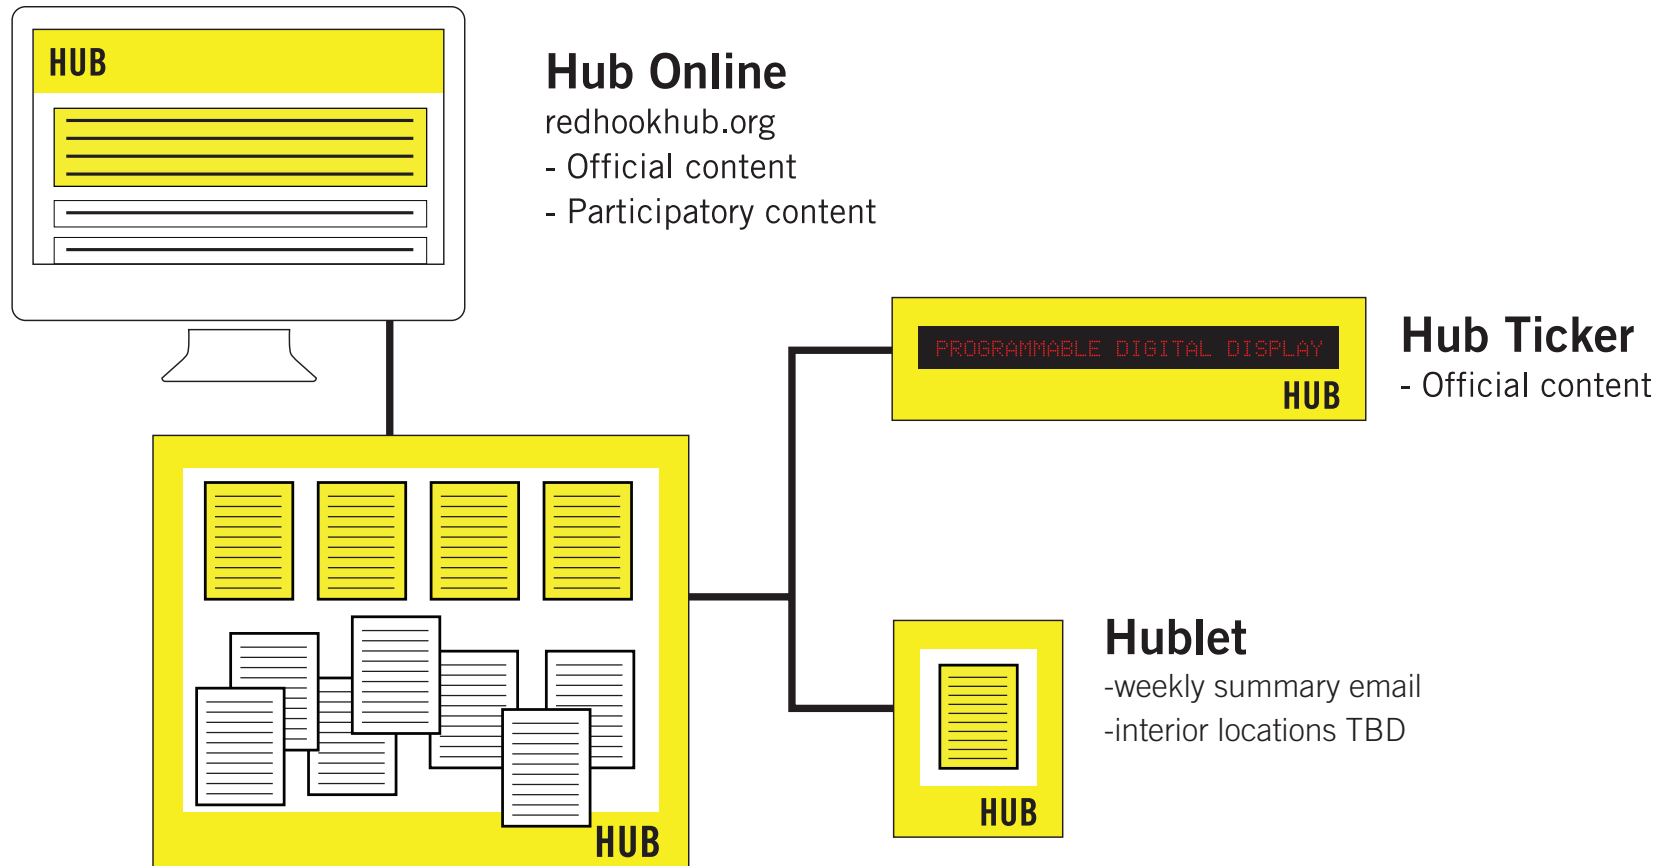 HUB
Hub Online
redhookhub.org
- Official content
- Participatory content
PROGRAMMABLE DIGITAL DISPLAY
HUB
Hub Ticker
- Official content
HUB
Hublet
-weekly summary email
-interior locations TBD
HUB